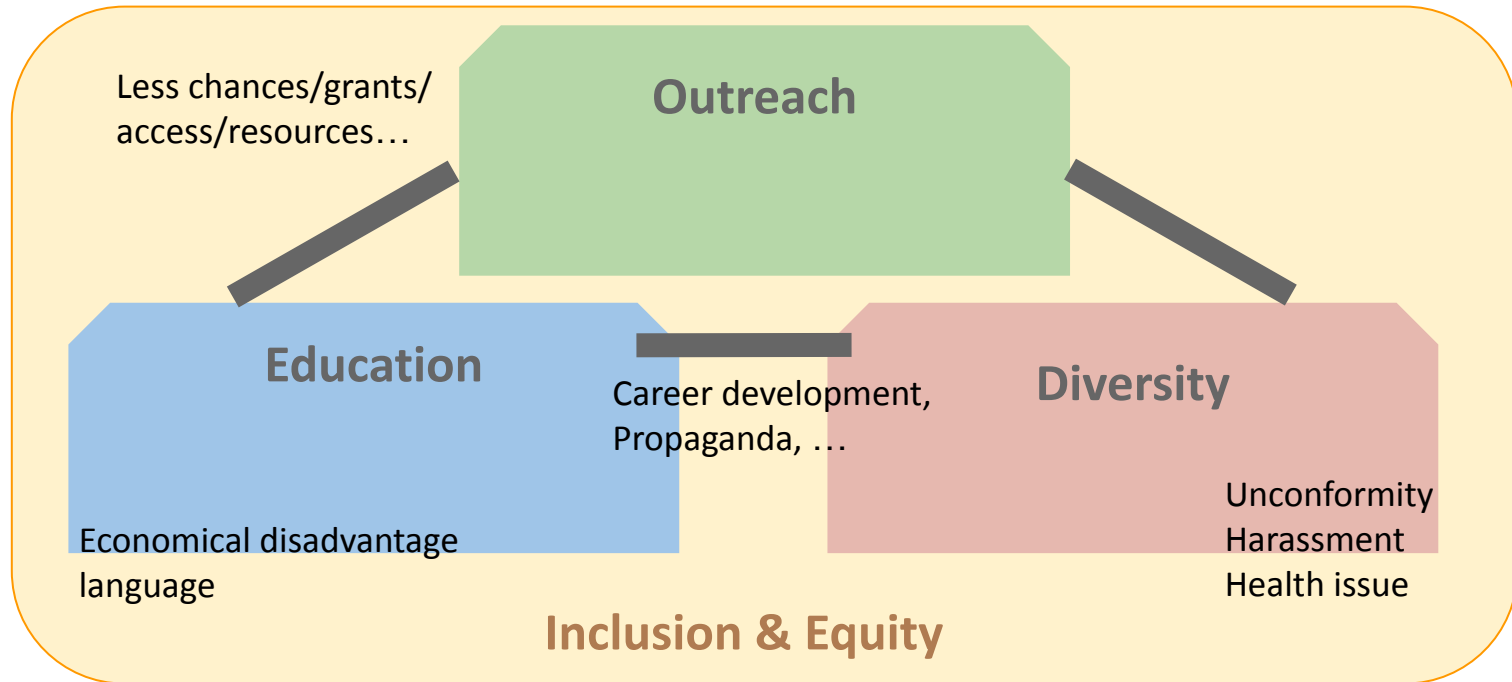 Less chances/grants/
access/resources…
Outreach
Education
Career development,
Propaganda, …
Diversity
Economical disadvantage
language
Unconformity
Harassment
Health issue
Inclusion & Equity